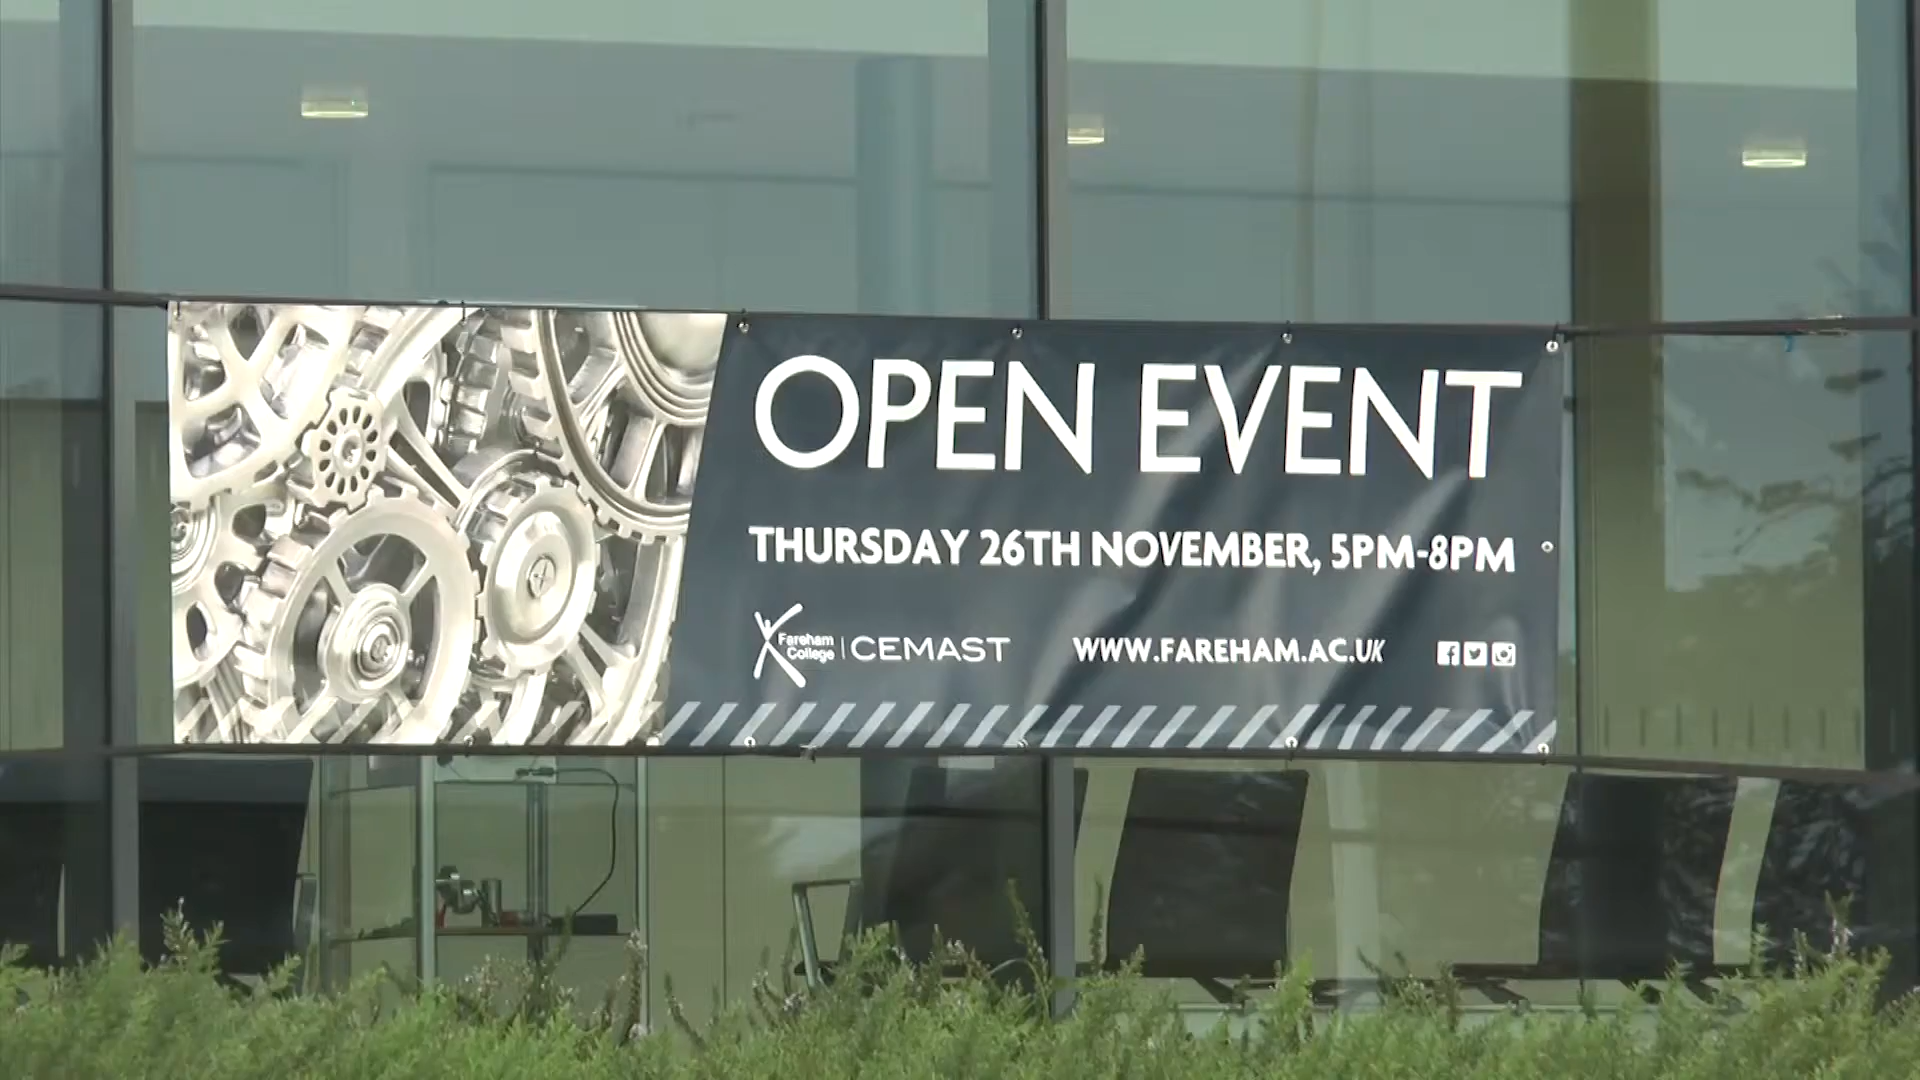 OPEN EVENT
THURSDAY 26TH NOVEMBER, 5PM-8PM
Fareham
College
CEMAST
WWW.FAREHAM.AC.UK